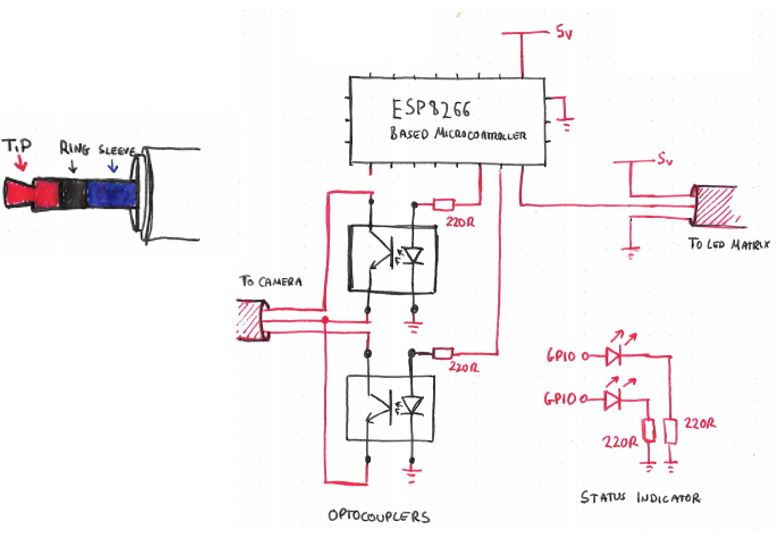 5v
ESP8266
BASED MICROCONTROLLER
TIP RING SLEEVE
5v
220R
TO LED MATRIX
TO CAMERA
220R
GPIO
GPIO
220R 220R
STATUS INDICATOR
OPTOCOUPLERS